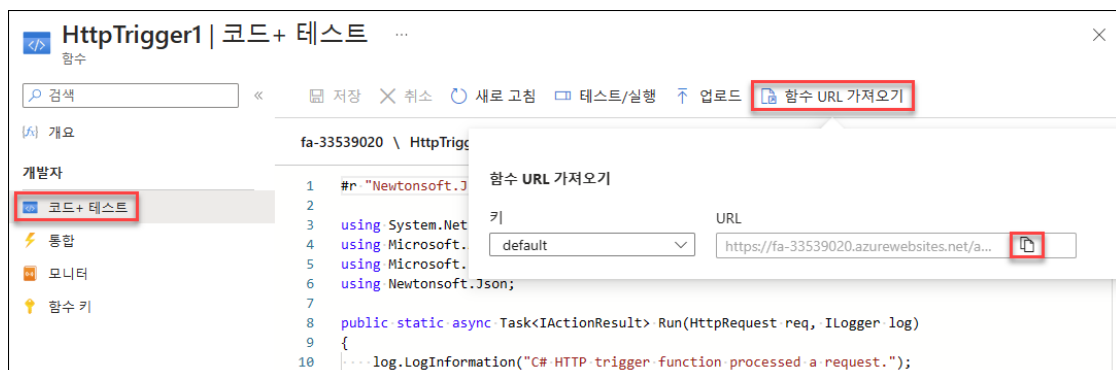 HttpTrigger1 | 코드+ 테스트 ...
함수
검색 «
저장 취소 새로 고침 테스트/실행 업로드 함수 URL 가져오기
개요
fa-33539020 \ HttpTrigg
개발자
코드+ 테스트
통합
모니터
함수 키
함수 URL 가져오기
키 URL
default https://fa-33539020.azurewebsites.net/a...
1 #r "Newtonsoft.J
2
3 using System.Net
4 using Microsoft.
5 using Microsoft.
6 using Newtonsoft.Json;
7
8 public static async Task<IActionResult> Run(HttpRequest req, ILogger log)
9 {
10 log.LogInformation("C# HTTP trigger function processed a request.");